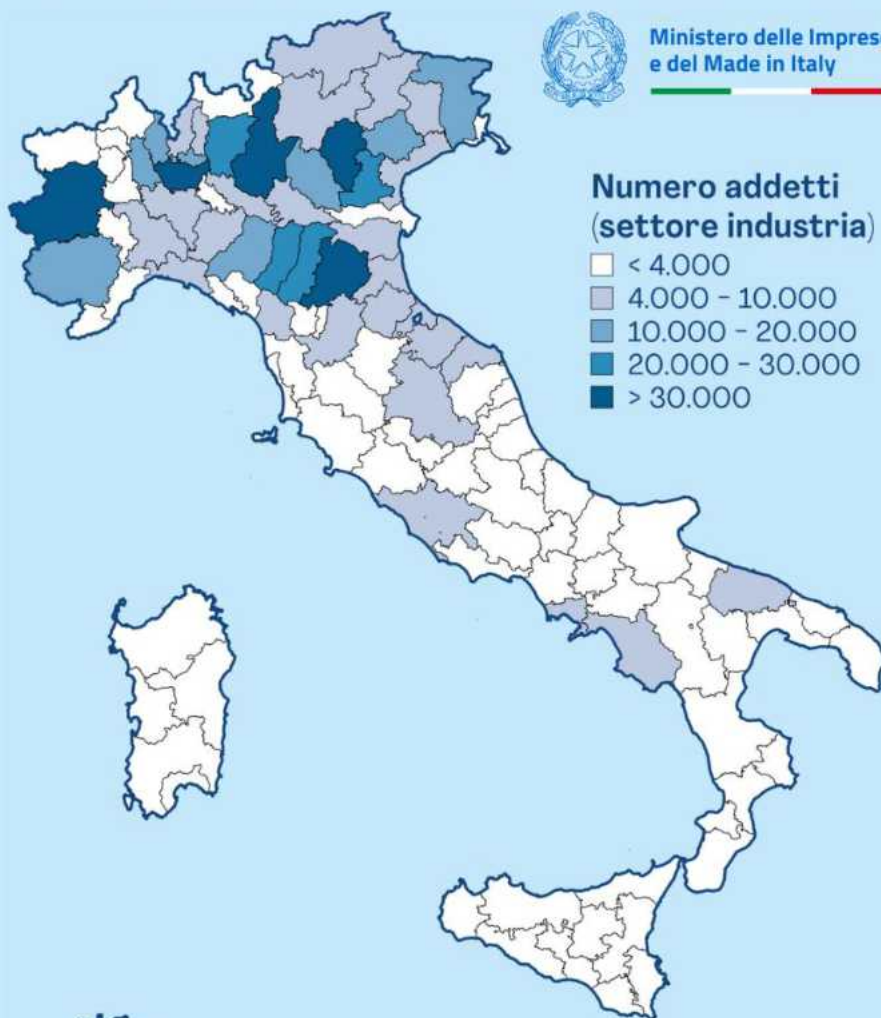 Ministero delle Imprese
e del Made in Italy
Numero addetti
(settore industria)
< 4.000
4.000 - 10.000
10.000 - 20.000
20.000 - 30.000
> 30.000